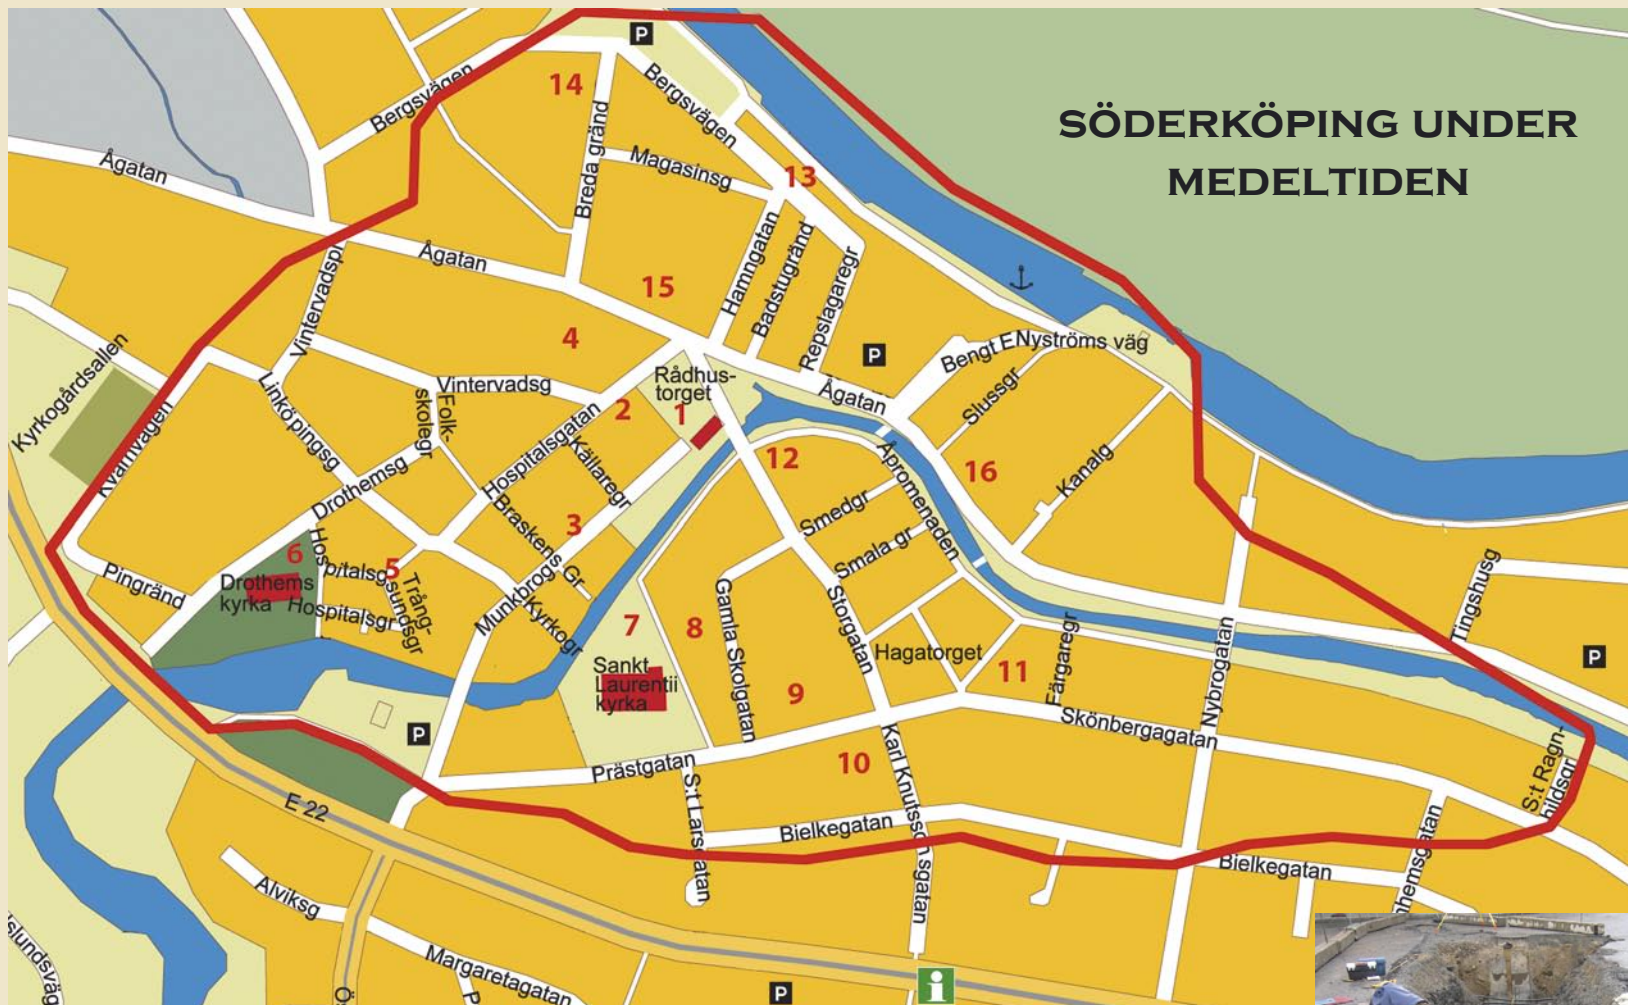 SÖDERKÖPING UNDER
MEDELTIDEN
P
14
Bergsvägen
Bergsvägen
Ågatan
Breda gränd
Magasinsg
13
Ågatan
Vintervadspl
15
Hamngatan
Badstugränd
Repslagaregr
4
P
Bengt E Nyströms väg
Kyrkogårdsallen
Rådhus-
torget
Vintervadsg
Linköpingsg
Folk-
skolegr
2
1
Ågatan
Slussgr
Kvarnvägen
Hospitalsgatan
Källaregr
12
Åpromenaden
16
Kanalg
Drothemsg
Braskens Gr
3
Smedgr
Smala gr
6
Hospitalsg
5
Drothems
kyrka
Hospitalsgr
Trång-
sundsgr
Pingränd
Munkbrog
Kyrkogr
7
8
Gamla Skolgatan
Storgatan
Hagatorget
11
Färgaregr
Nybrogatan
Tingshusg
P
Sankt
Laurentii
kyrka
9
Skönbergagatan
P
Prästgatan
10
Karl Knutssonsgatan
S:t Ragn-
hildsgr
S:t Larsgatan
Bielkegatan
E 22
Bielkegatan
hemsgatan
Alviksg
Margaretagatan
P
i